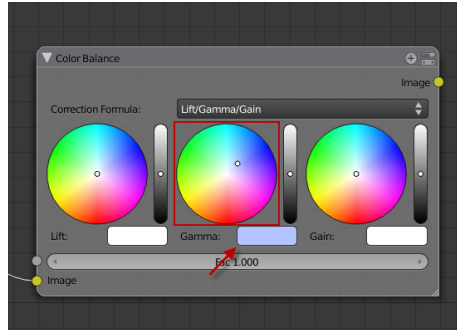 Color Balance
Image
Correction Formula: Lift/Gamma/Gain
Lift: Gamma: Gain:
Fac 1.000
Image